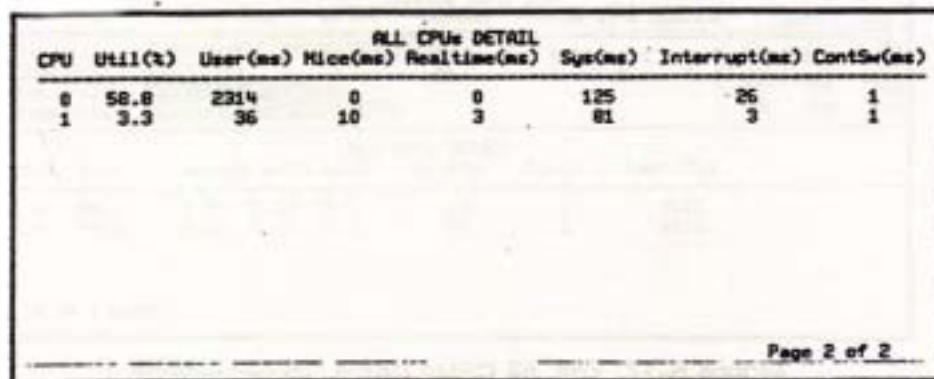 ALL CPUs DETAIL
CPU Util(%) User(ms) Nice(ms) Realtime(ms) Sys(ms) Interrupt(ms) ContSw(ms)
0 58.8 2314 0 0 125 26 1
1 3.3 36 10 3 81 3 1
Page 2 of 2